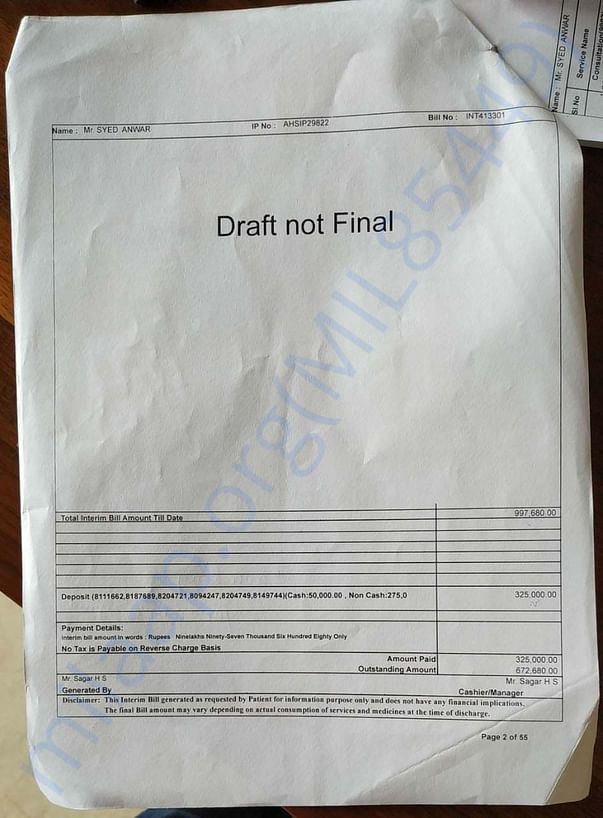 Name : Mr. SYED ANWAR IP No : AHSIP29822 Bill No : INT413301
Draft not Final
Total Interim Bill Amount Till Date 997,680.00
Deposit (8111662,8187689,8204721,8094247,8204749,8149744)(Cash:50,000.00 , Non Cash:275,0 325,000.00
Payment Details:
Interim bill amount in words : Rupees Ninelakhs Ninety-Seven Thousand Six Hundred Eighty Only
No Tax is Payable on Reverse Charge Basis
Amount Paid 325,000.00
Outstanding Amount 672,680.00
Mr. Sagar H S Mr. Sagar H S
Generated By Cashier/Manager
Disclaimer: This Interim Bill generated as requested by Patient for information purpose only and does not have any financial implications.
The final Bill amount may vary depending on actual consumption of services and medicines at the time of discharge.
Page 2 of 55
Name : Mr. SYED ANWAR
Sl.No Service Name
milaap.org(MIL85449)